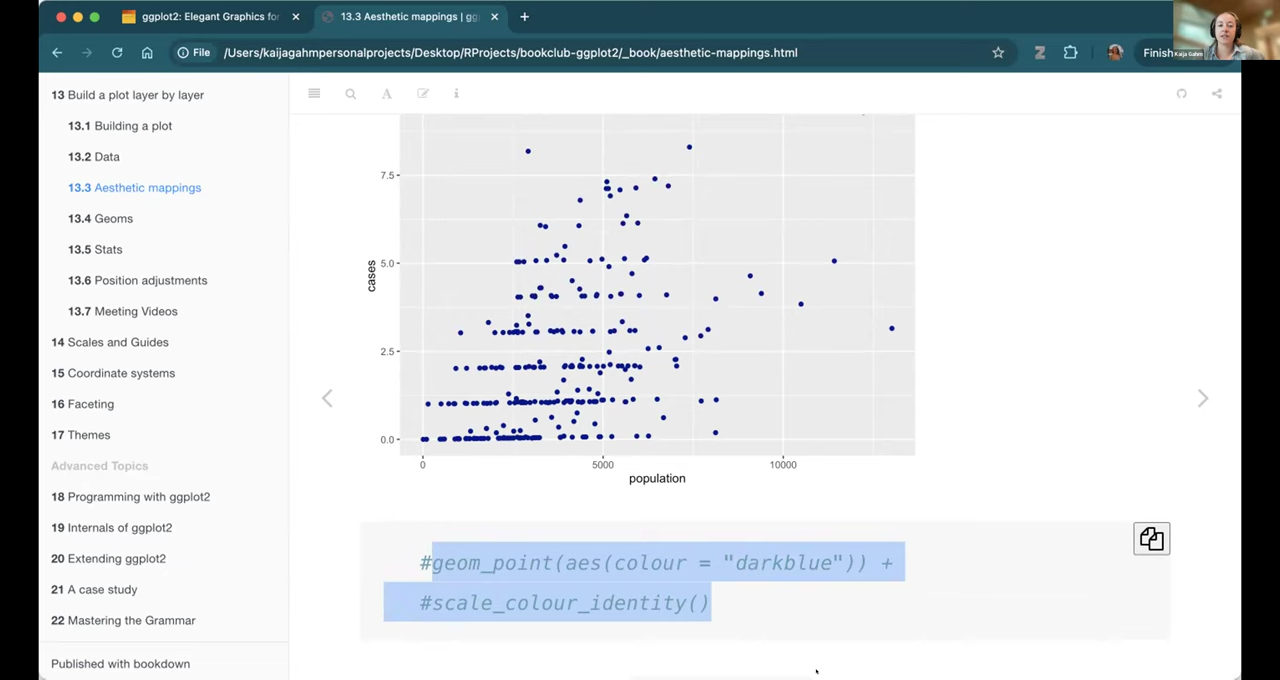 ggplot2: Elegant Graphics for
13.3 Aesthetic mappings | gg
File
/Users/kaijagahmpersonalprojects/Desktop/RProjects/bookclub-ggplot2/_book/aesthetic-mappings.html
Finish
Kaija Gahm
13 Build a plot layer by layer
13.1 Building a plot
13.2 Data
13.3 Aesthetic mappings
13.4 Geoms
13.5 Stats
13.6 Position adjustments
13.7 Meeting Videos
14 Scales and Guides
15 Coordinate systems
16 Faceting
17 Themes
Advanced Topics
18 Programming with ggplot2
19 Internals of ggplot2
20 Extending ggplot2
21 A case study
22 Mastering the Grammar
Published with bookdown
7.5
5.0
2.5
0.0
cases
0
5000
10000
population
#geom_point(aes(colour = "darkblue")) +
#scale_colour_identity()